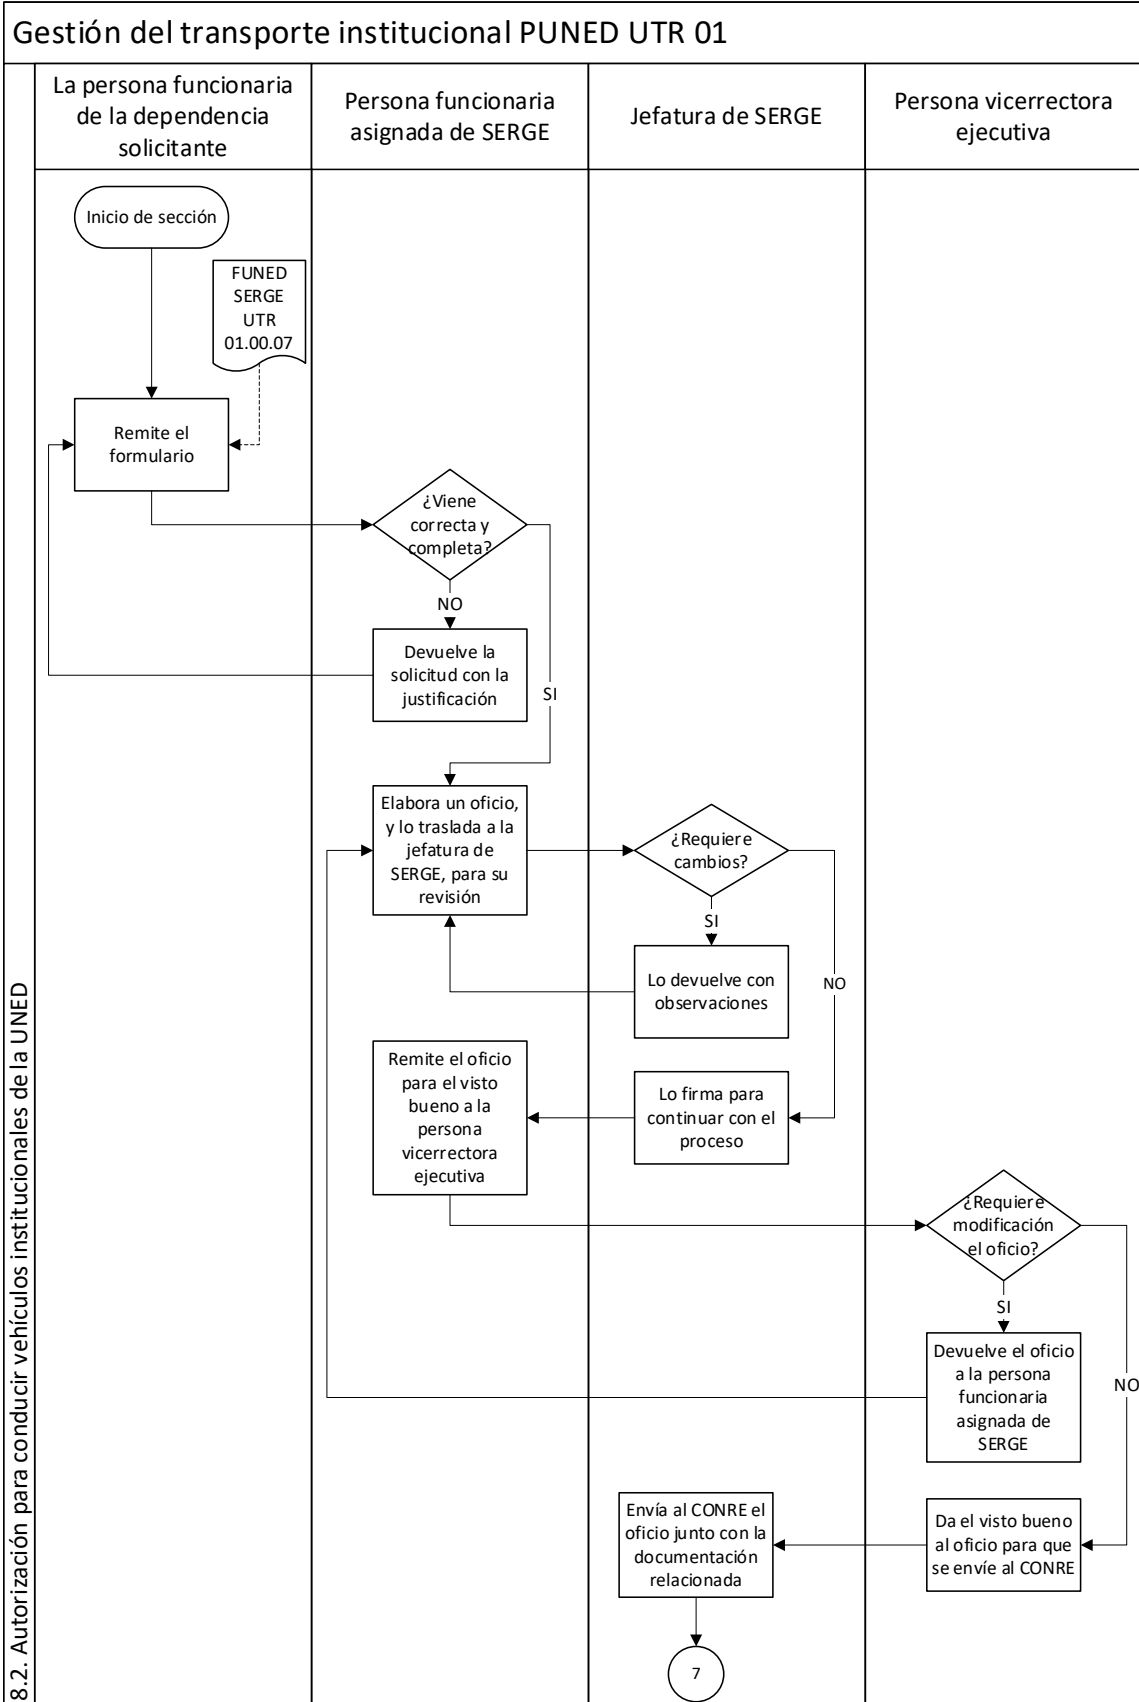 Gestión del transporte institucional PUNED UTR 01
La persona funcionaria
de la dependencia
solicitante
Persona funcionaria
asignada de SERGE
Jefatura de SERGE
Persona vicerrectora
ejecutiva
8.2. Autorización para conducir vehículos institucionales de la UNED
Inicio de sección
FUNED
SERGE
UTR
01.00.07
Remite el
formulario
¿Viene
correcta y
completa?
NO
SI
Devuelve la
solicitud con la
justificación
Elabora un oficio,
y lo traslada a la
jefatura de
SERGE, para su
revisión
¿Requiere
cambios?
SI
NO
Lo devuelve con
observaciones
Lo firma para
continuar con el
proceso
Remite el oficio
para el visto
bueno a la
persona
vicerrectora
ejecutiva
¿Requiere
modificación
el oficio?
SI
NO
Devuelve el oficio
a la persona
funcionaria
asignada de
SERGE
Da el visto bueno
al oficio para que
se envíe al CONRE
Envía al CONRE el
oficio junto con la
documentación
relacionada
7